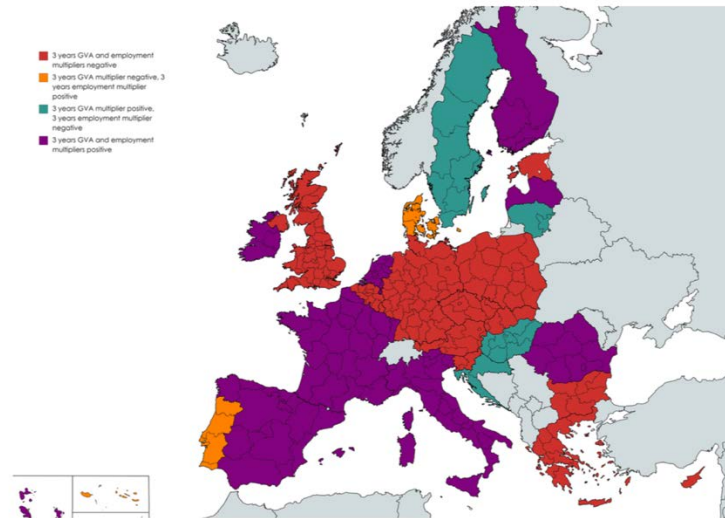 3 years GVA and employment
multipliers negative
3 years GVA multiplier negative, 3
years employment multiplier
positive
3 years GVA multiplier positive,
3 years employment multiplier
negative
3 years GVA and employment
multipliers positive